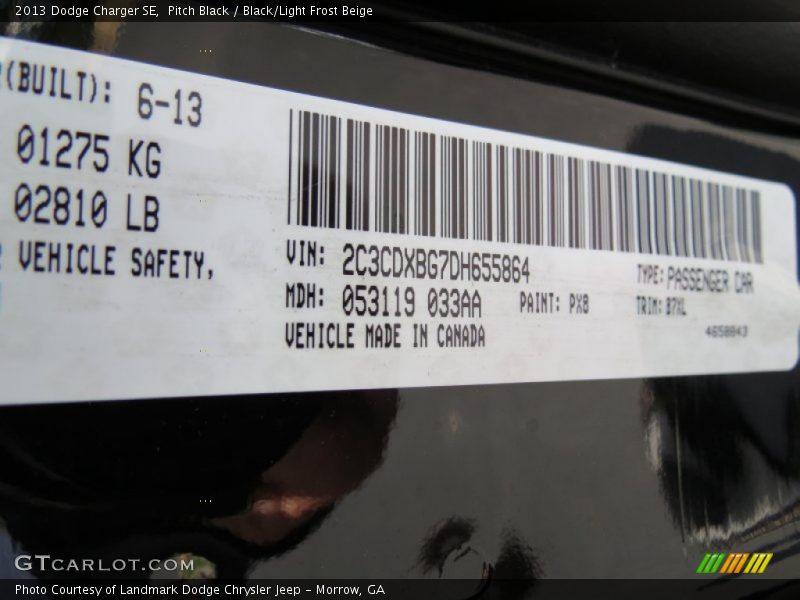 2013 Dodge Charger SE,  Pitch Black / Black/Light Frost Beige
(BUILT): 6-13
01275 KG
02810 LB
VEHICLE SAFETY,
VIN: 2C3CDXBG7DH655864
TYPE: PASSENGER CAR
MDH: 053119 033AA
PAINT: PX8
TRIM: B7XL
VEHICLE MADE IN CANADA
4658843
GTCARLOT.COM
Photo Courtesy of Landmark Dodge Chrysler Jeep - Morrow, GA